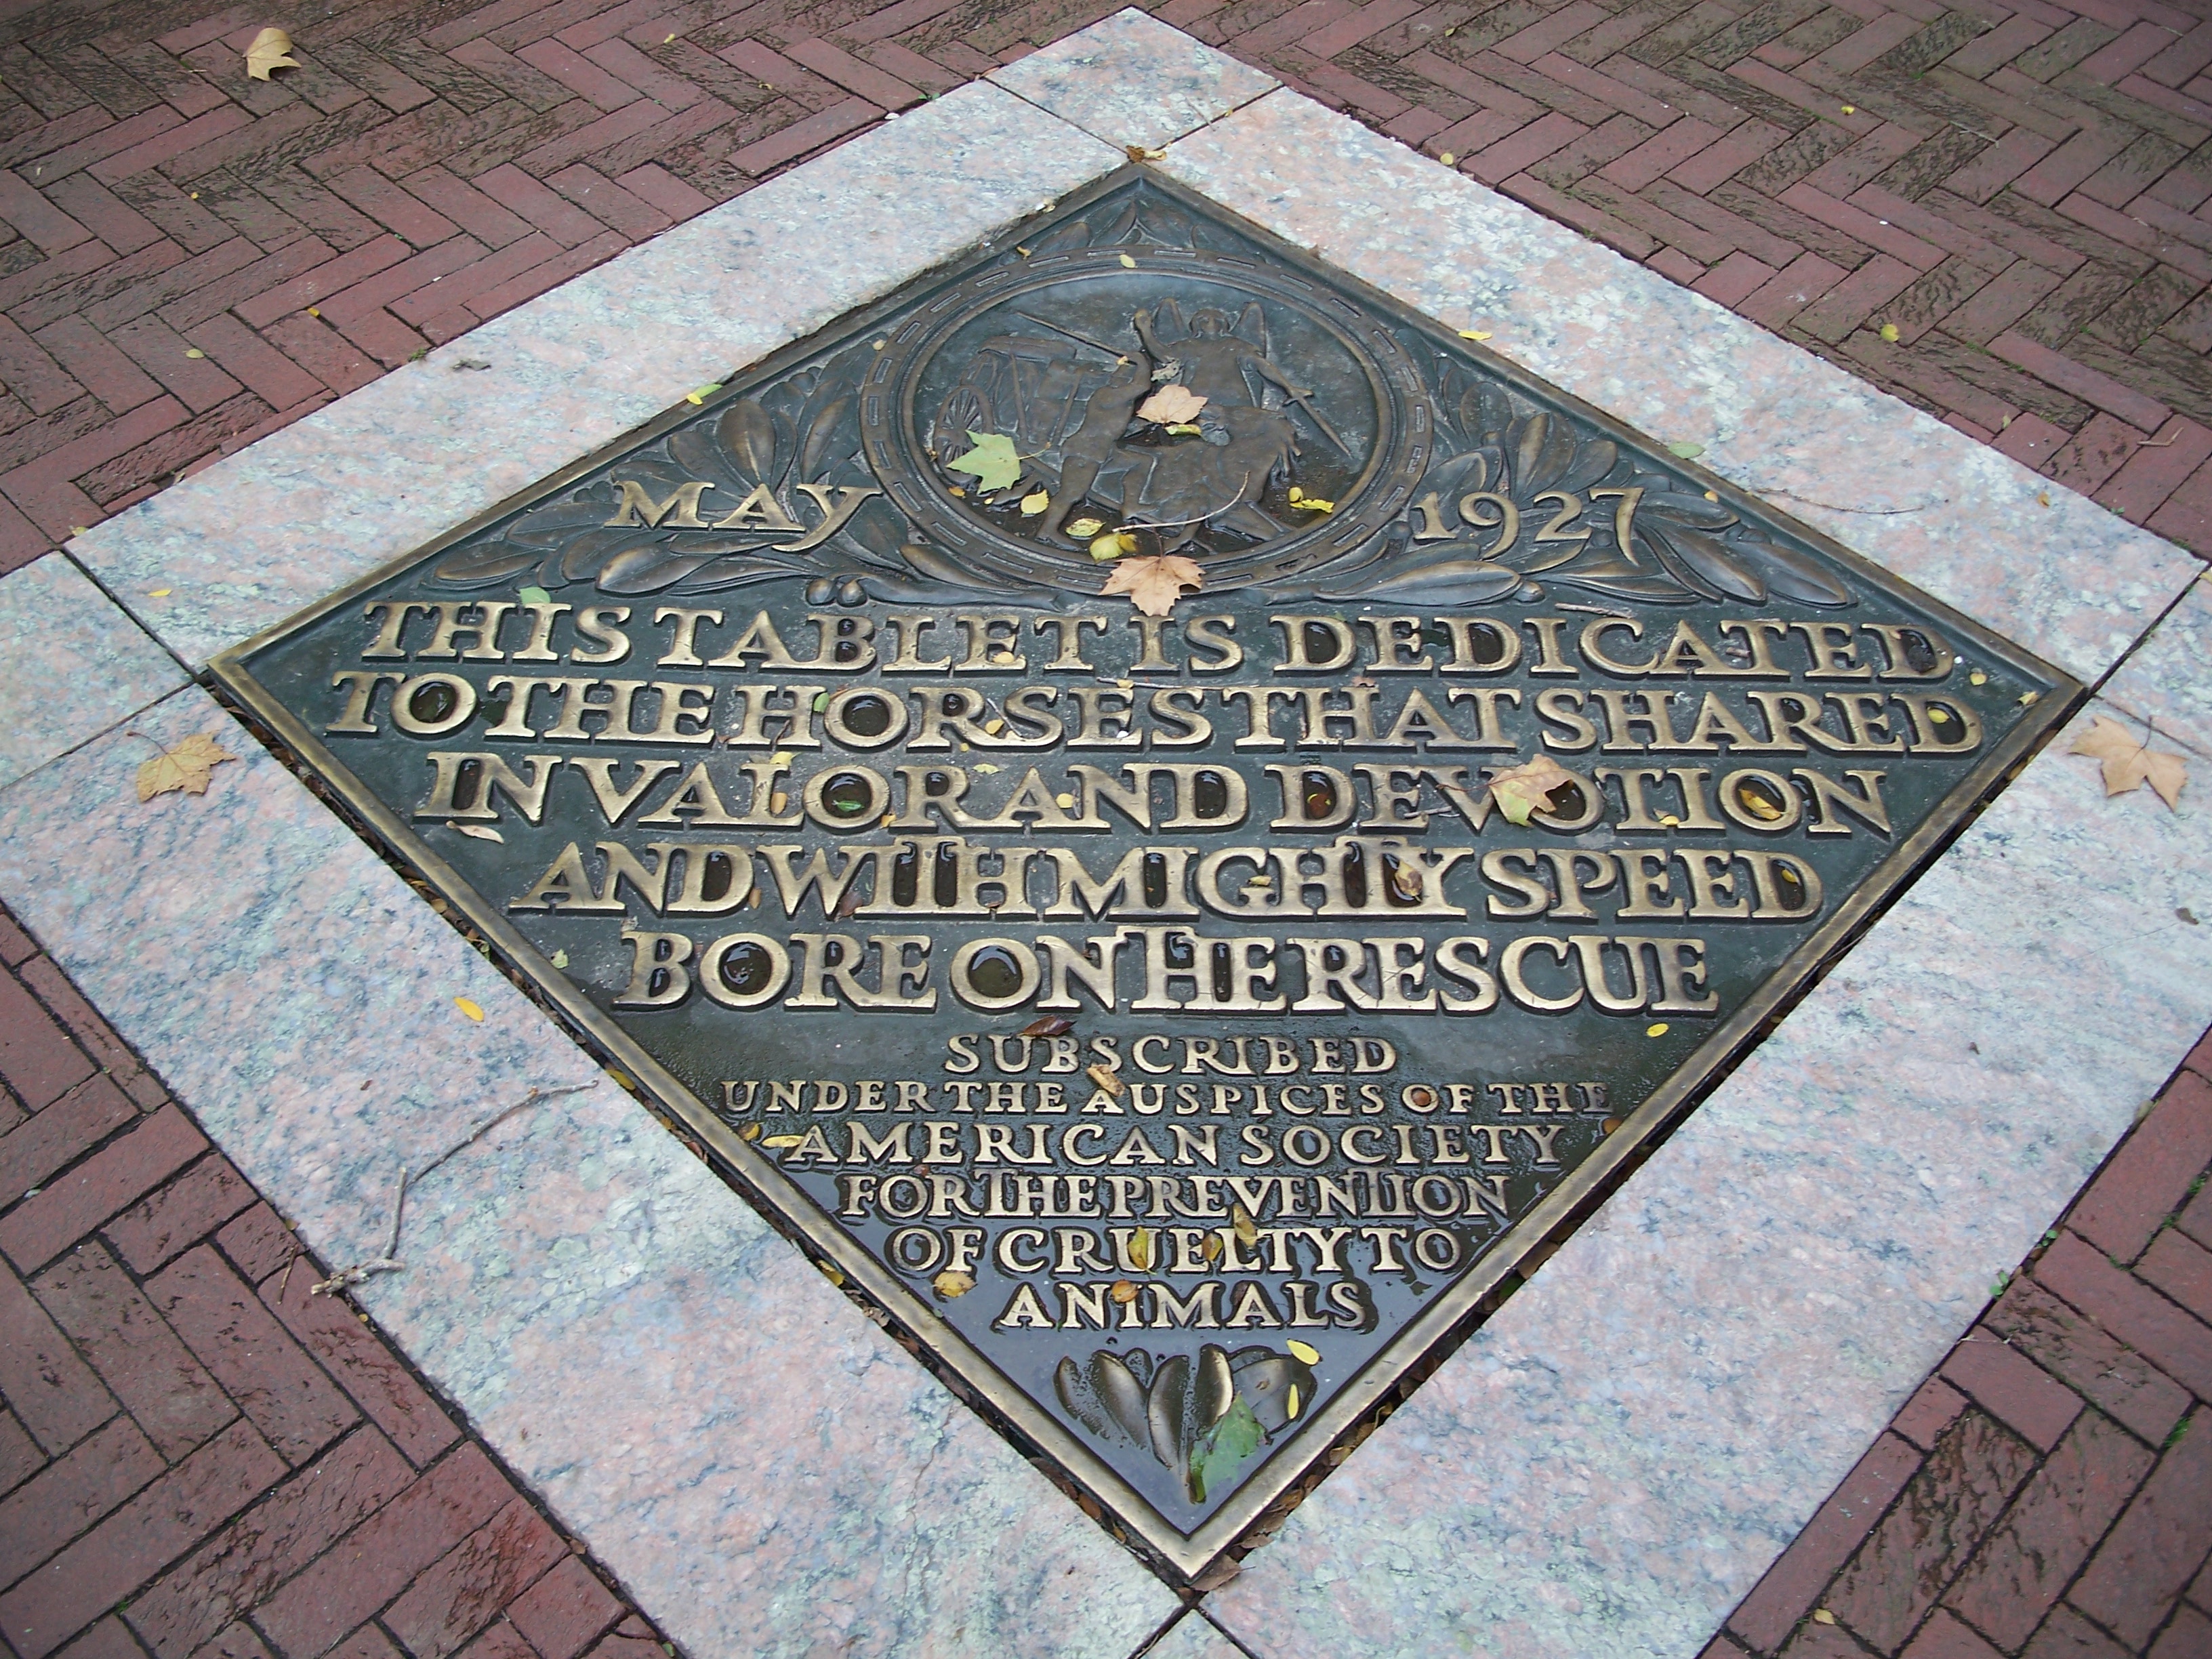 MAY 1927
THIS TABLET IS DEDICATED
TO THE HORSES THAT SHARED
IN VALOR AND DEVOTION
AND WITH MIGHTY SPEED
BORE ON THE RESCUE
SUBSCRIBED
UNDER THE AUSPICES OF THE
AMERICAN SOCIETY
FOR THE PREVENTION
OF CRUELTY TO
ANIMALS